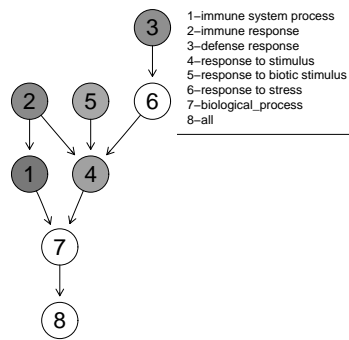 3
1–immune system process
2–immune response
3–defense response
4–response to stimulus
5–response to biotic stimulus
6–response to stress
7–biological_process
8–all
2
5
6
1
4
7
8